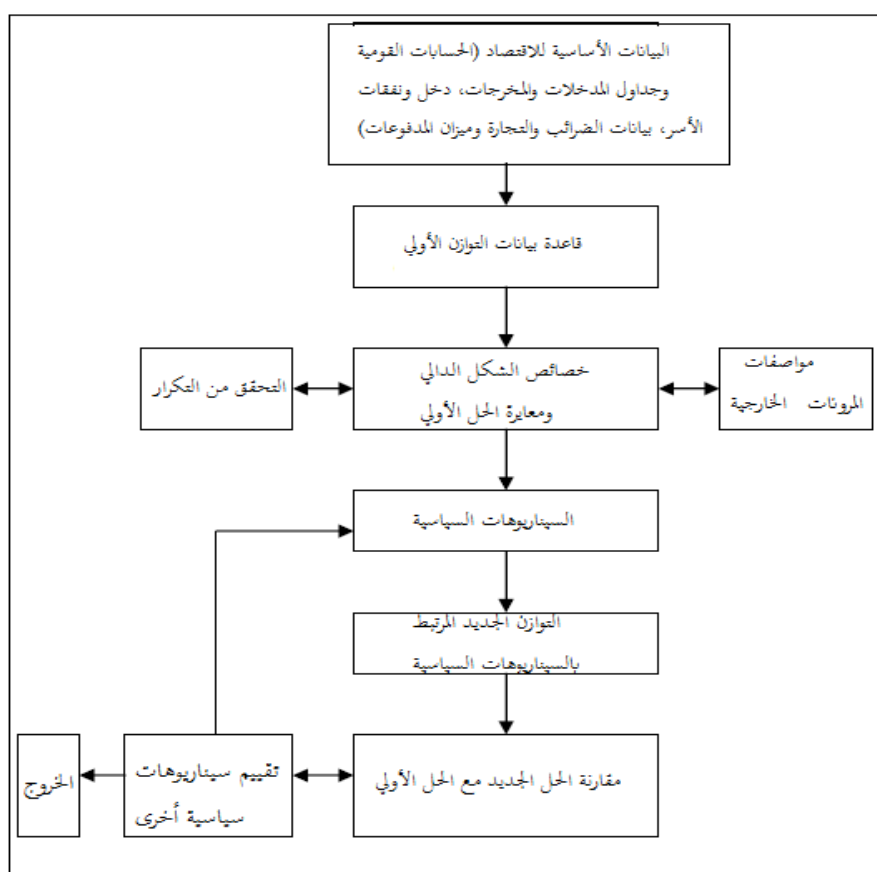 البيانات الأساسية للاقتصاد (الحسابات القومية
وجداول المدخلات والمخرجات، دخل ونفقات
الأسر، بيانات الضرائب والتجارة وميزان المدفوعات)
قاعدة بيانات التوازن الأولي
مواصفات
المرونات الخارجية
خصائص الشكل الدالي
ومعايرة الحل الأولي
التحقق من التكرار
السيناريوهات السياسية
التوازن الجديد المرتبط
بالسيناريوهات السياسية
مقارنة الحل الجديد مع الحل الأولي
تقييم سيناريوهات
سياسية أخرى
الخروج